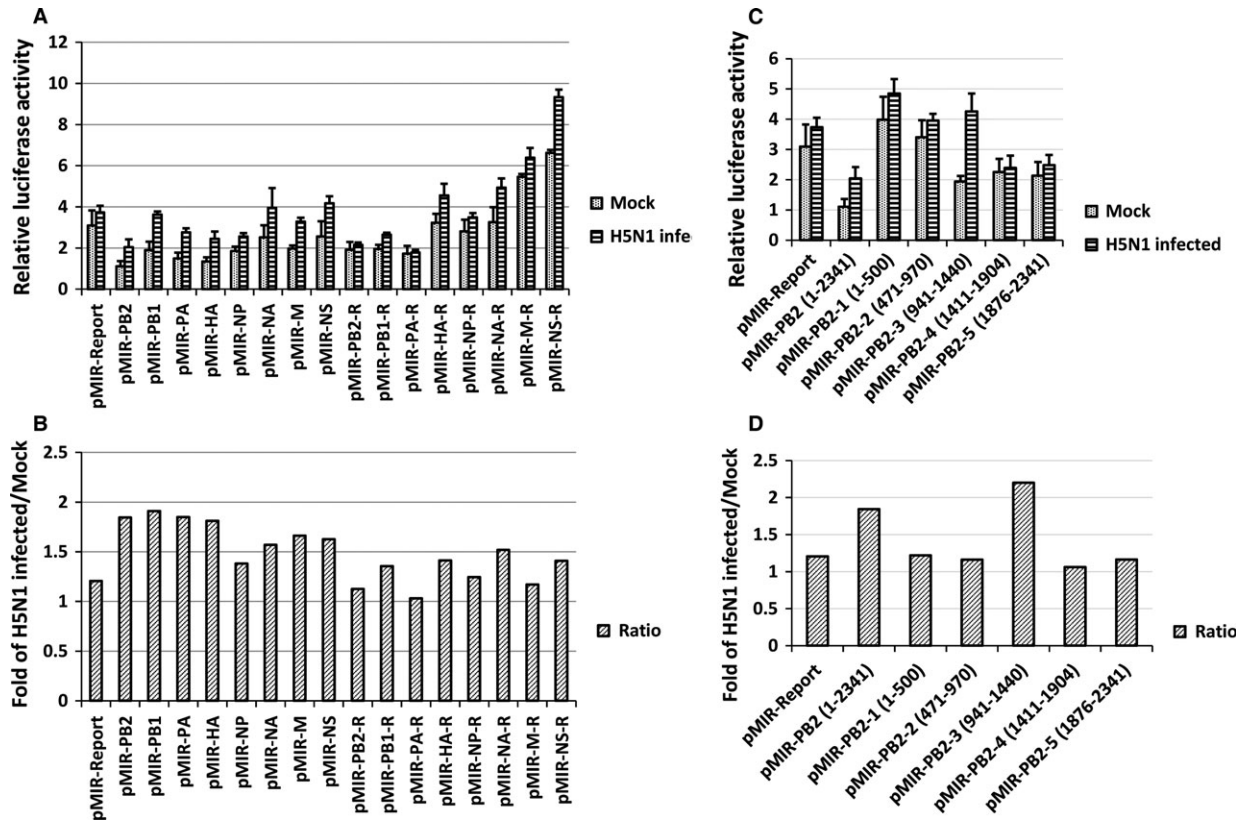 A
Relative luciferase activity
12
10
8
6
4
2
0
Mock
H5N1 infe
pMIR-Report
pMIR-PB2
pMIR-PB1
pMIR-PA
pMIR-HA
pMIR-NP
pMIR-NA
pMIR-M
pMIR-NS
pMIR-PB2-R
pMIR-PB1-R
pMIR-PA-R
pMIR-HA-R
pMIR-NP-R
pMIR-NA-R
pMIR-M-R
pMIR-NS-R
B
Fold of H5N1 infected/Mock
2.5
2
1.5
1
0.5
0
Ratio
pMIR-Report
pMIR-PB2
pMIR-PB1
pMIR-PA
pMIR-HA
pMIR-NP
pMIR-NA
pMIR-M
pMIR-NS
pMIR-PB2-R
pMIR-PB1-R
pMIR-PA-R
pMIR-HA-R
pMIR-NP-R
pMIR-NA-R
pMIR-M-R
pMIR-NS-R
C
Relative luciferase activity
6
5
4
3
2
1
0
Mock
H5N1 infected
pMIR-Report
pMIR-PB2 (1-2341)
pMIR-PB2-1 (1-500)
pMIR-PB2-2 (471-970)
pMIR-PB2-3 (941-1440)
pMIR-PB2-4 (1411-1904)
pMIR-PB2-5 (1876-2341)
D
Fold of H5N1 infected/Mock
2.5
2
1.5
1
0.5
0
Ratio
pMIR-Report
pMIR-PB2 (1-2341)
pMIR-PB2-1 (1-500)
pMIR-PB2-2 (471-970)
pMIR-PB2-3 (941-1440)
pMIR-PB2-4 (1411-1904)
pMIR-PB2-5 (1876-2341)